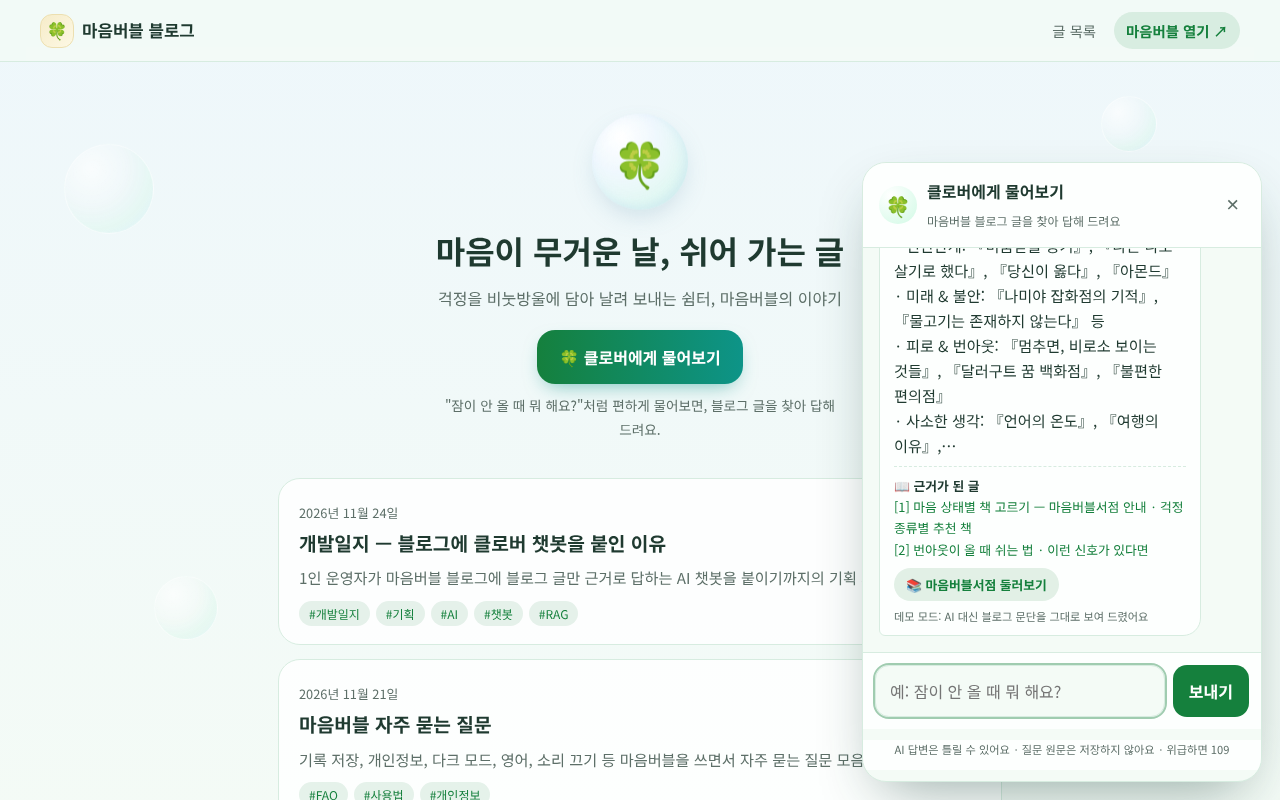 마음버블 블로그
글 목록
마음버블 열기 ↗
마음이 무거운 날, 쉬어 가는 글
걱정을 비눗방울에 담아 날려 보내는 쉼터, 마음버블의 이야기
클로버에게 물어보기
"잠이 안 올 때 뭐 해요?"처럼 편하게 물어보면, 블로그 글을 찾아 답해
드려요.
2026년 11월 24일
개발일지 — 블로그에 클로버 챗봇을 붙인 이유
1인 운영자가 마음버블 블로그에 블로그 글만 근거로 답하는 AI 챗봇을 붙이기까지의 기획
#개발일지
#기획
#AI
#챗봇
#RAG
2026년 11월 21일
마음버블 자주 묻는 질문
기록 저장, 개인정보, 다크 모드, 영어, 소리 끄기 등 마음버블을 쓰면서 자주 묻는 질문 모음
#FAQ
#사용법
#개인정보
클로버에게 물어보기
마음버블 블로그 글을 찾아 답해 드려요
✕
살기로 했다』, 『당신이 옳다』, 『아몬드』
· 미래 & 불안: 『나미야 잡화점의 기적』,
『물고기는 존재하지 않는다』 등
· 피로 & 번아웃: 『멈추면, 비로소 보이는
것들』, 『달러구트 꿈 백화점』, 『불편한
편의점』
· 사소한 생각: 『언어의 온도』, 『여행의
이유』,…
근거가 된 글
[1] 마음 상태별 책 고르기 — 마음버블서점 안내 · 걱정
종류별 추천 책
[2] 번아웃이 올 때 쉬는 법 · 이런 신호가 있다면
마음버블서점 둘러보기
데모 모드: AI 대신 블로그 문단을 그대로 보여 드렸어요
예: 잠이 안 올 때 뭐 해요?
보내기
AI 답변은 틀릴 수 있어요 · 질문 원문은 저장하지 않아요 · 위급하면 109